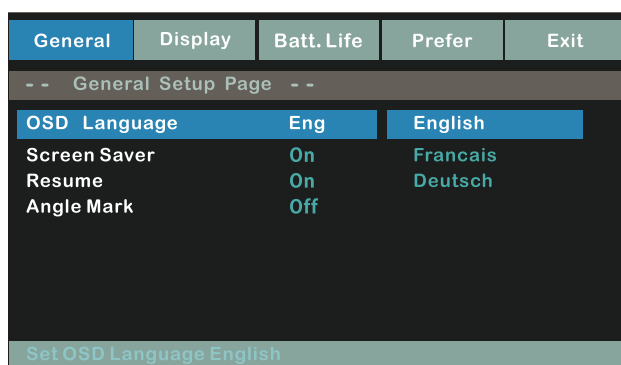 General Display Batt. Life Prefer Exit
-- General Setup Page --
OSD Language Eng English
Screen Saver On Francais
Resume On Deutsch
Angle Mark Off
Set OSD Language English